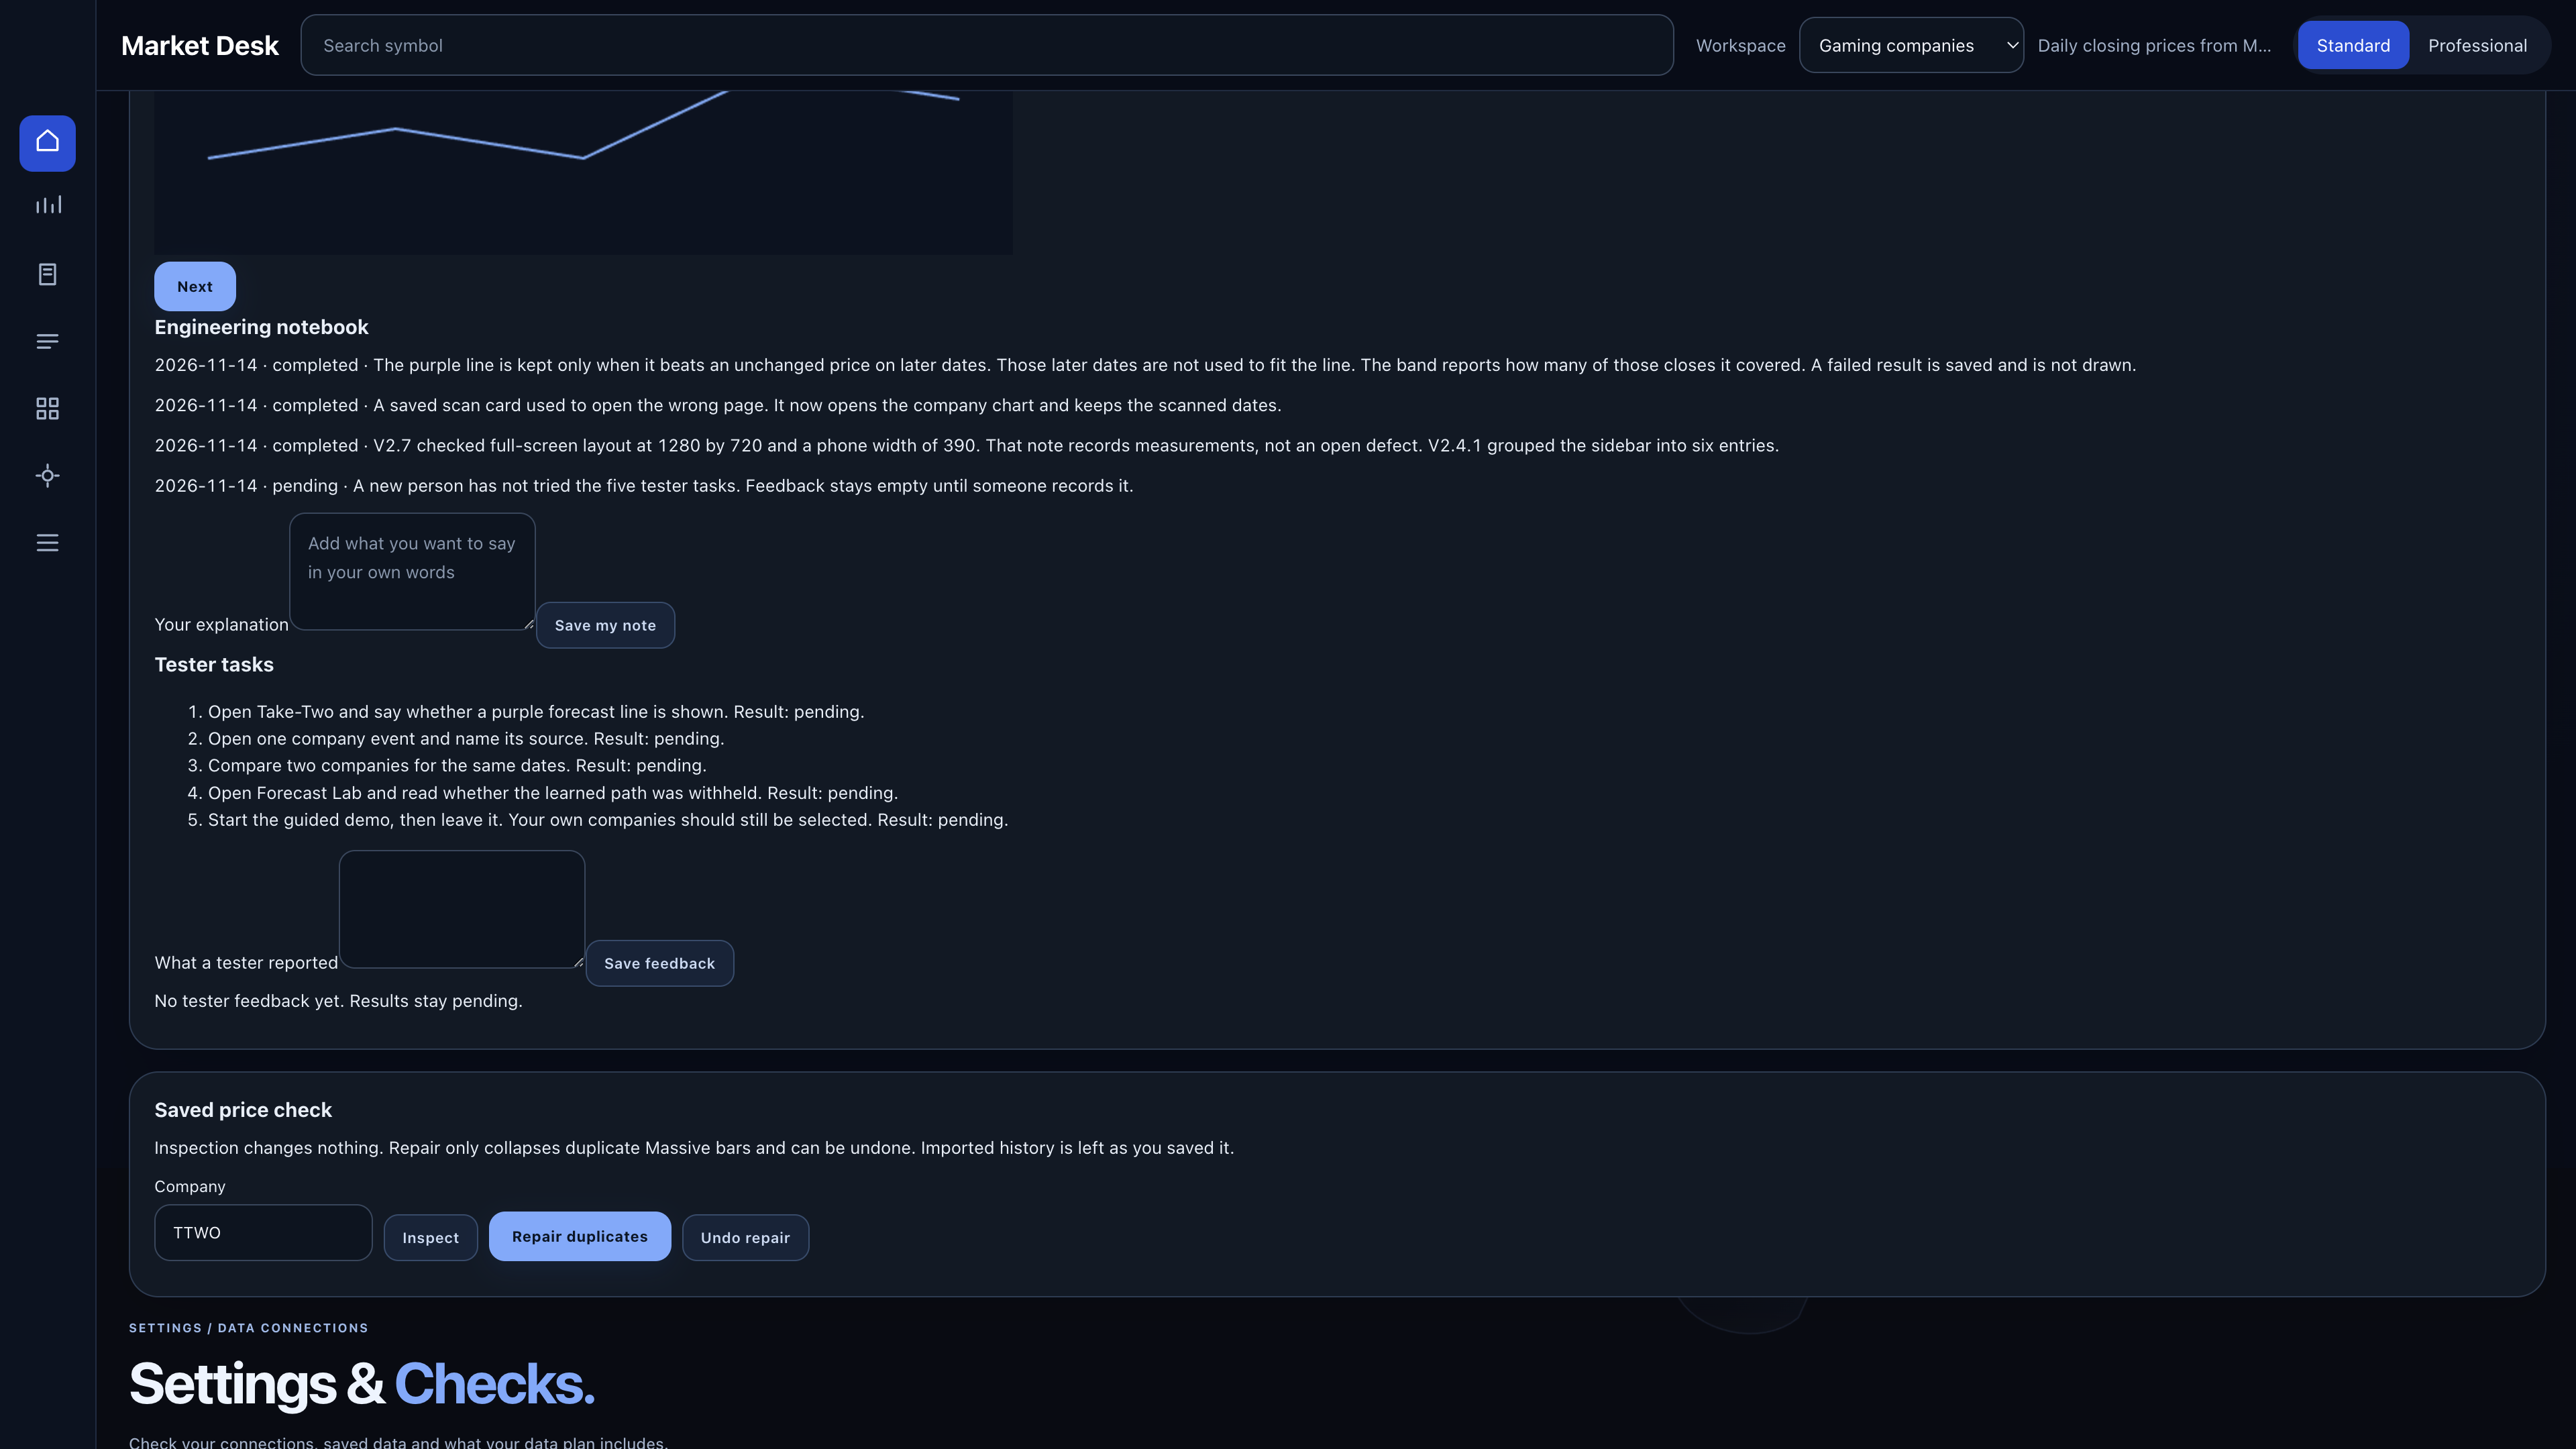 Market Desk
Search symbol
Workspace
Gaming companies
Daily closing prices from M...
Standard
Professional
Next
Engineering notebook
2026-11-14 · completed · The purple line is kept only when it beats an unchanged price on later dates. Those later dates are not used to fit the line. The band reports how many of those closes it covered. A failed result is saved and is not drawn.
2026-11-14 · completed · A saved scan card used to open the wrong page. It now opens the company chart and keeps the scanned dates.
2026-11-14 · completed · V2.7 checked full-screen layout at 1280 by 720 and a phone width of 390. That note records measurements, not an open defect. V2.4.1 grouped the sidebar into six entries.
2026-11-14 · pending · A new person has not tried the five tester tasks. Feedback stays empty until someone records it.
Add what you want to say
in your own words
Your explanation
Save my note
Tester tasks
1. Open Take-Two and say whether a purple forecast line is shown. Result: pending.
2. Open one company event and name its source. Result: pending.
3. Compare two companies for the same dates. Result: pending.
4. Open Forecast Lab and read whether the learned path was withheld. Result: pending.
5. Start the guided demo, then leave it. Your own companies should still be selected. Result: pending.
What a tester reported
Save feedback
No tester feedback yet. Results stay pending.
Saved price check
Inspection changes nothing. Repair only collapses duplicate Massive bars and can be undone. Imported history is left as you saved it.
Company
TTWO
Inspect
Repair duplicates
Undo repair
SETTINGS / DATA CONNECTIONS
Settings & Checks.
Check your connections, saved data and what your data plan includes.